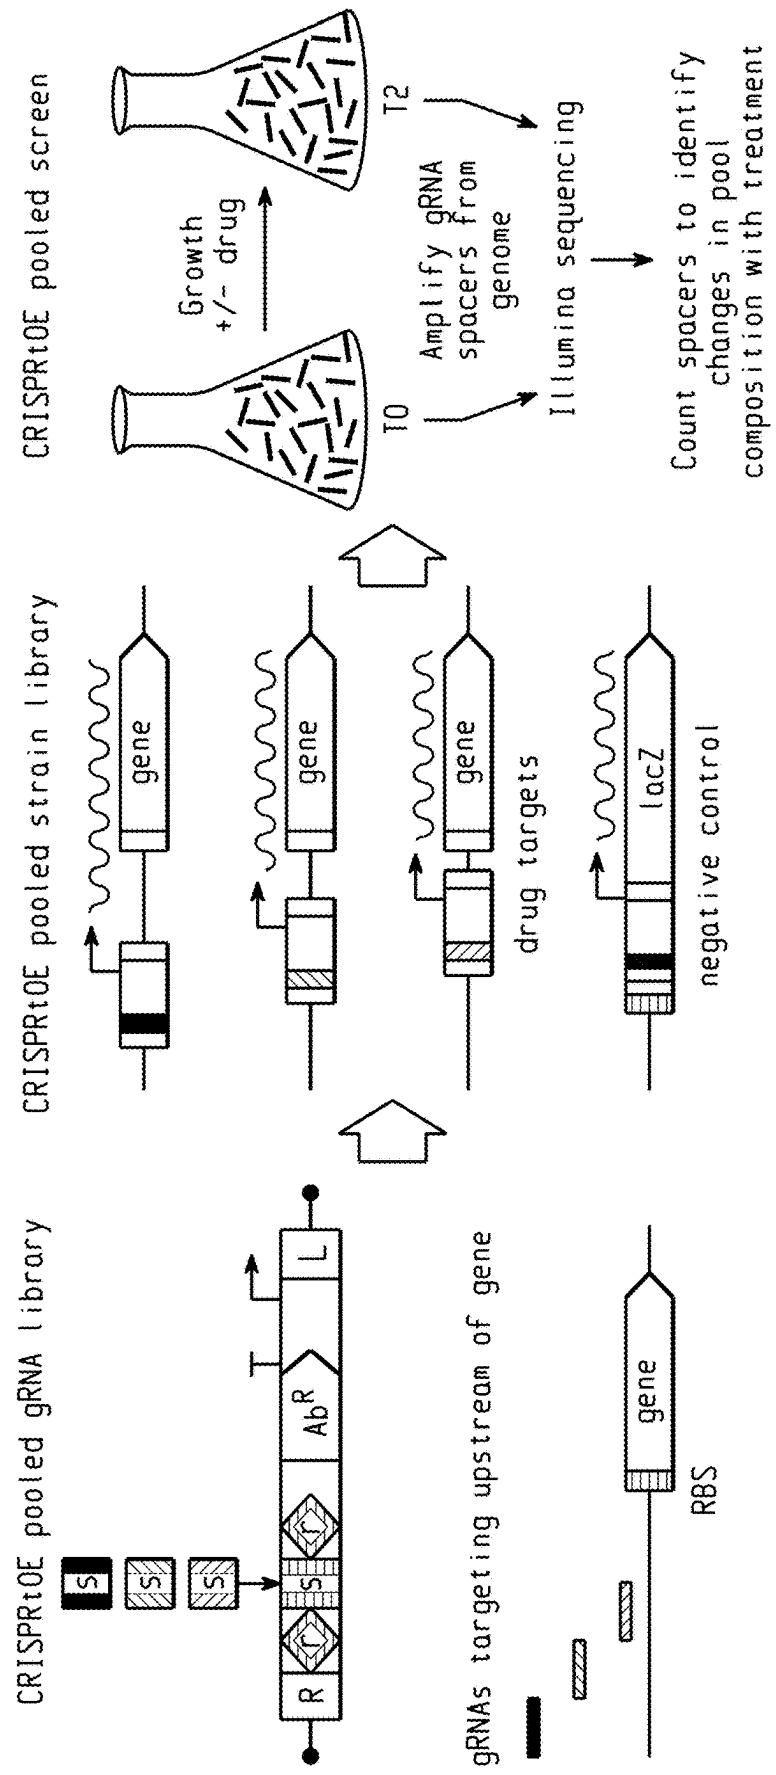 CRISPRtOE pooled gRNA library
S
S
S
R
r
S
r
AbR
L
gRNAs targeting upstream of gene
gene
RBS
CRISPRtOE pooled strain library
gene
gene
gene
drug targets
lacZ
negative control
CRISPRtOE pooled screen
Growth
+/- drug
T0
T2
Amplify gRNA
spacers from
genome
Illumina sequencing
Count spacers to identify
changes in pool
composition with treatment